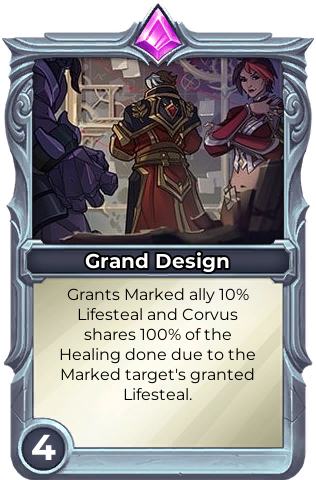 Grand Design
Grants Marked ally 10%
Lifesteal and Corvus
shares 100% of the
Healing done due to the
Marked target's granted
Lifesteal.
4